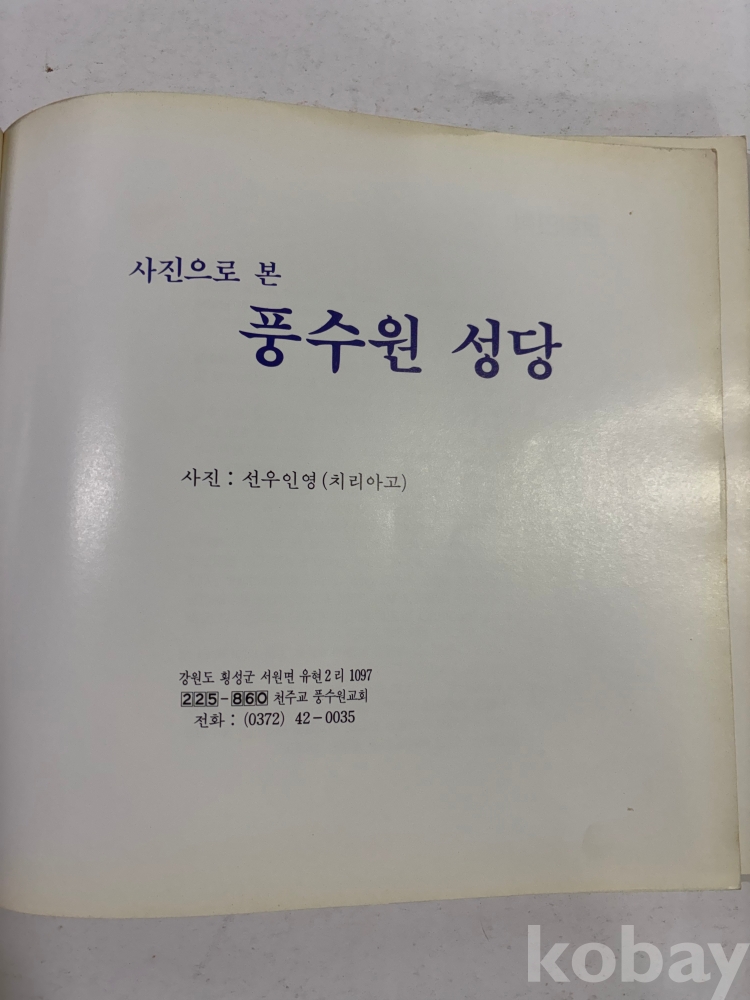 사진으로 본
풍수원 성당
사진 : 선우인영(치리아고)
강원도 횡성군 서원면 유현2리 1097
225-860 천주교 풍수원교회
전화 : (0372) 42-0035
kobay